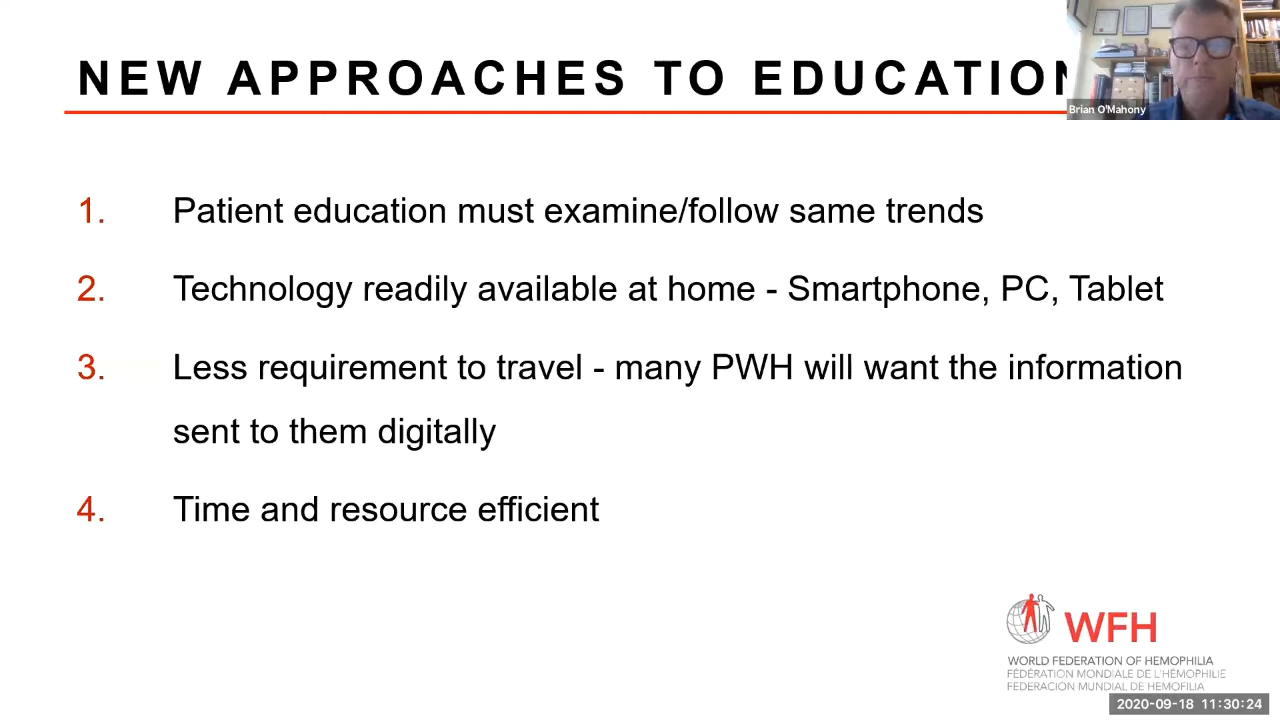 NEW APPROACHES TO EDUCATION
Brian O'Mahony
1. Patient education must examine/follow same trends
2. Technology readily available at home - Smartphone, PC, Tablet
3. Less requirement to travel - many PWH will want the information
sent to them digitally
4. Time and resource efficient
WFH
WORLD FEDERATION OF HEMOPHILIA
FÉDÉRATION MONDIALE DE L'HÉMOPHILIE
FEDERACIÓN MUNDIAL DE HEMOFILIA
2020-09-18 11:30:24